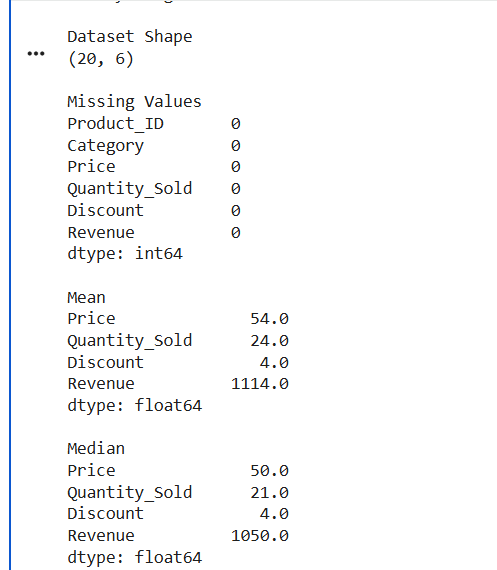 Dataset Shape
(20, 6)
Missing Values
Product_ID 0
Category 0
Price 0
Quantity_Sold 0
Discount 0
Revenue 0
dtype: int64
Mean
Price 54.0
Quantity_Sold 24.0
Discount 4.0
Revenue 1114.0
dtype: float64
Median
Price 50.0
Quantity_Sold 21.0
Discount 4.0
Revenue 1050.0
dtype: float64